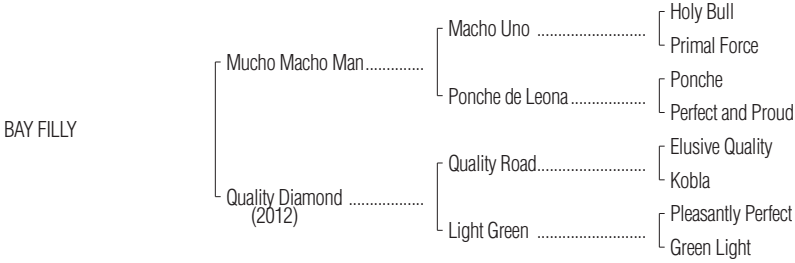 Holy Bull
Macho Uno ..........................
Primal Force
Mucho Macho Man..............
Ponche
Ponche de Leona..................
Perfect and Proud
BAY FILLY
Elusive Quality
Quality Road..........................
Kobla
Quality Diamond ..................
(2012)
Pleasantly Perfect
Light Green ..........................
Green Light